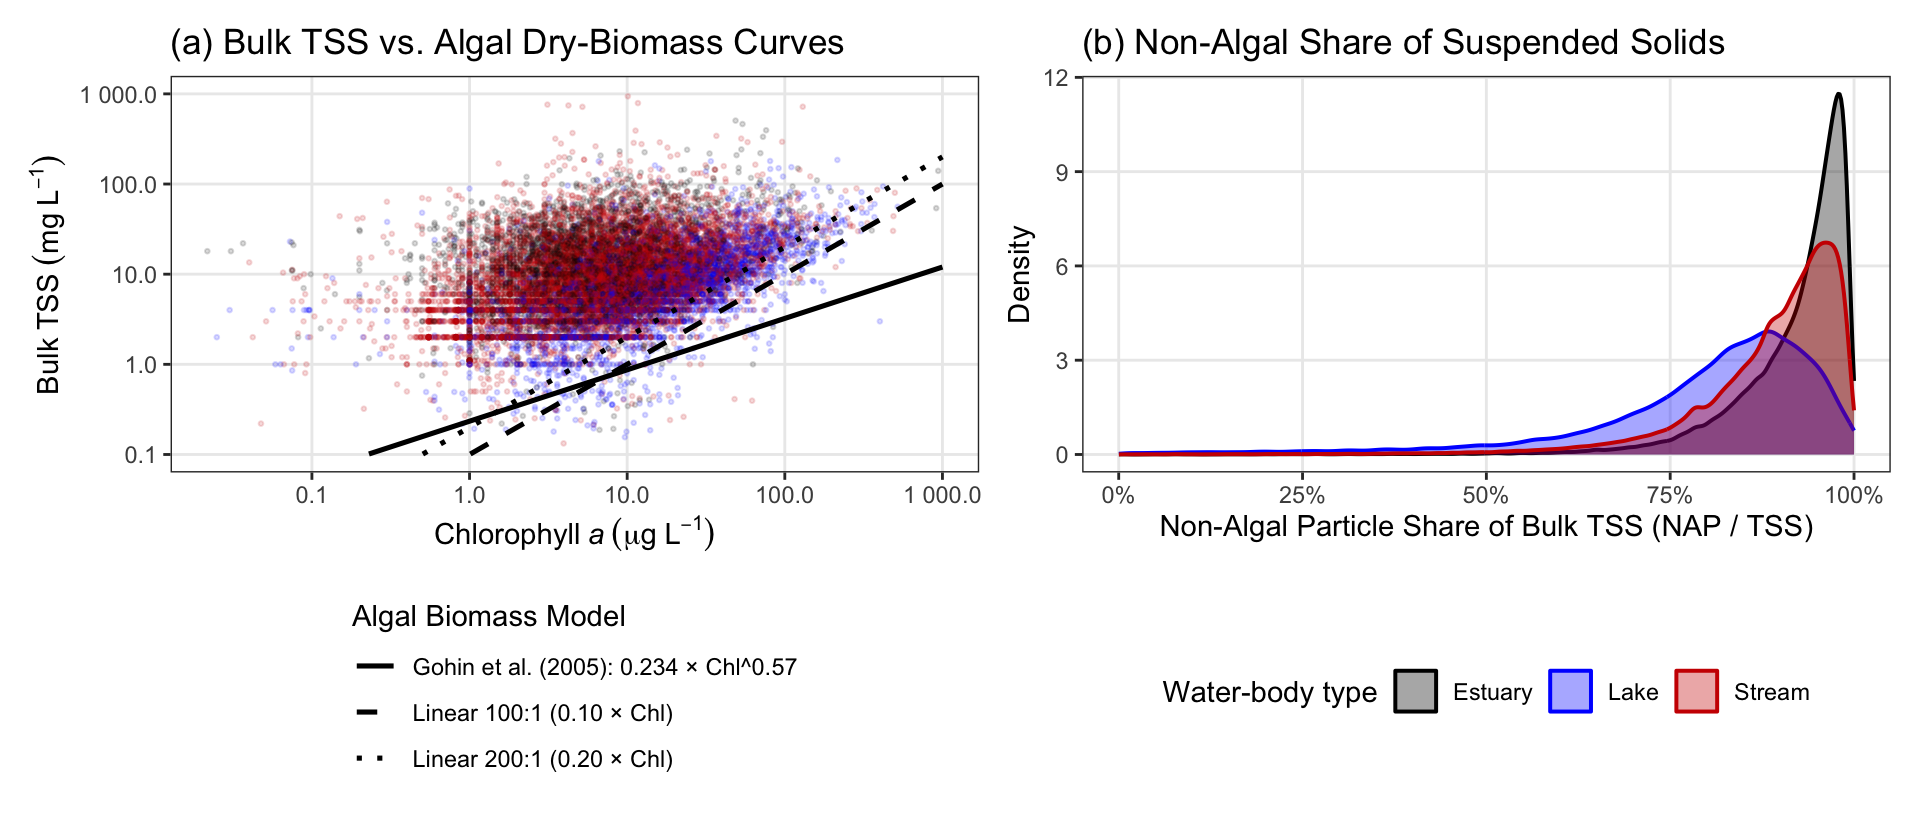 (a) Bulk TSS vs. Algal Dry-Biomass Curves
1 000.0
100.0
10.0
1.0
0.1
Bulk TSS (mg L⁻¹)
0.1 1.0 10.0 100.0 1 000.0
Chlorophyll a (μg L⁻¹)
Algal Biomass Model
Gohin et al. (2005): 0.234 × Chl^0.57
Linear 100:1 (0.10 × Chl)
Linear 200:1 (0.20 × Chl)
(b) Non-Algal Share of Suspended Solids
12
9
6
3
0
Density
0% 25% 50% 75% 100%
Non-Algal Particle Share of Bulk TSS (NAP / TSS)
Water-body type Estuary Lake Stream